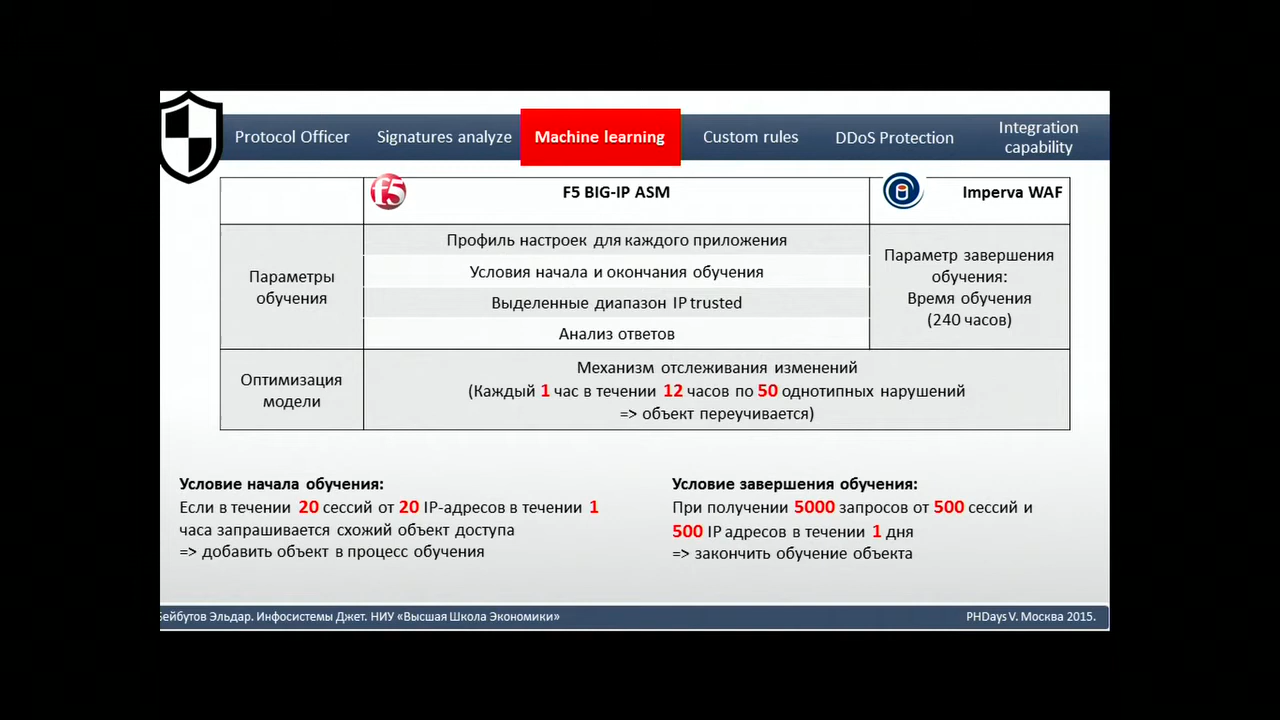 Protocol Officer
Signatures analyze
Machine learning
Custom rules
DDoS Protection
Integration
capability
f5
F5 BIG-IP ASM
Imperva WAF
Параметры
обучения
Профиль настроек для каждого приложения
Условия начала и окончания обучения
Выделенные диапазон IP trusted
Анализ ответов
Параметр завершения
обучения:
Время обучения
(240 часов)
Оптимизация
модели
Механизм отслеживания изменений
(Каждый 1 час в течении 12 часов по 50 однотипных нарушений
=> объект переучивается)
Условие начала обучения:
Если в течении 20 сессий от 20 IP-адресов в течении 1
часа запрашивается схожий объект доступа
=> добавить объект в процесс обучения
Условие завершения обучения:
При получении 5000 запросов от 500 сессий и
500 IP адресов в течении 1 дня
=> закончить обучение объекта
Бейбутов Эльдар. Инфосистемы Джет. НИУ «Высшая Школа Экономики»
PHDays V. Москва 2015.